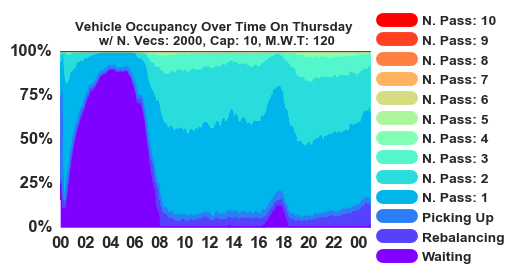 Vehicle Occupancy Over Time On Thursday
w/ N. Vecs: 2000, Cap: 10, M.W.T: 120
100%
75%
50%
25%
0%
00 02 04 06 08 10 12 14 16 18 20 22 00
N. Pass: 10
N. Pass: 9
N. Pass: 8
N. Pass: 7
N. Pass: 6
N. Pass: 5
N. Pass: 4
N. Pass: 3
N. Pass: 2
N. Pass: 1
Picking Up
Rebalancing
Waiting